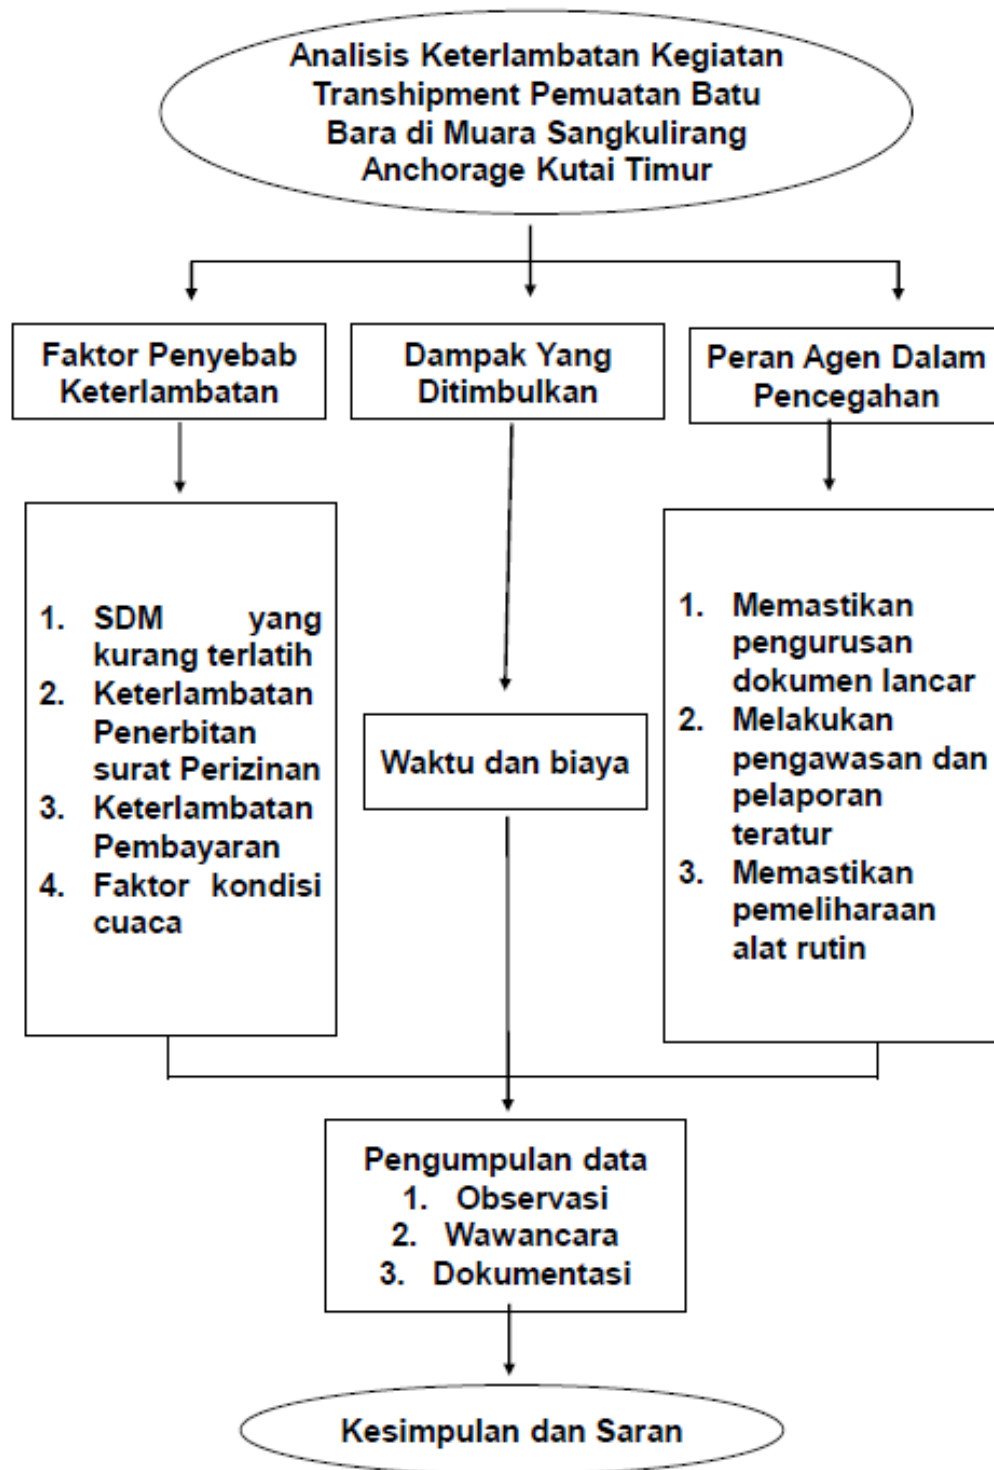 Analisis Keterlambatan Kegiatan
Transhipment Pemuatan Batu
Bara di Muara Sangkulirang
Anchorage Kutai Timur
Faktor Penyebab
Keterlambatan
Dampak Yang
Ditimbulkan
Peran Agen Dalam
Pencegahan
1. SDM yang
kurang terlatih
2. Keterlambatan
Penerbitan
surat Perizinan
3. Keterlambatan
Pembayaran
4. Faktor kondisi
cuaca
Waktu dan biaya
1. Memastikan
pengurusan
dokumen lancar
2. Melakukan
pengawasan dan
pelaporan
teratur
3. Memastikan
pemeliharaan
alat rutin
Pengumpulan data
1. Observasi
2. Wawancara
3. Dokumentasi
Kesimpulan dan Saran